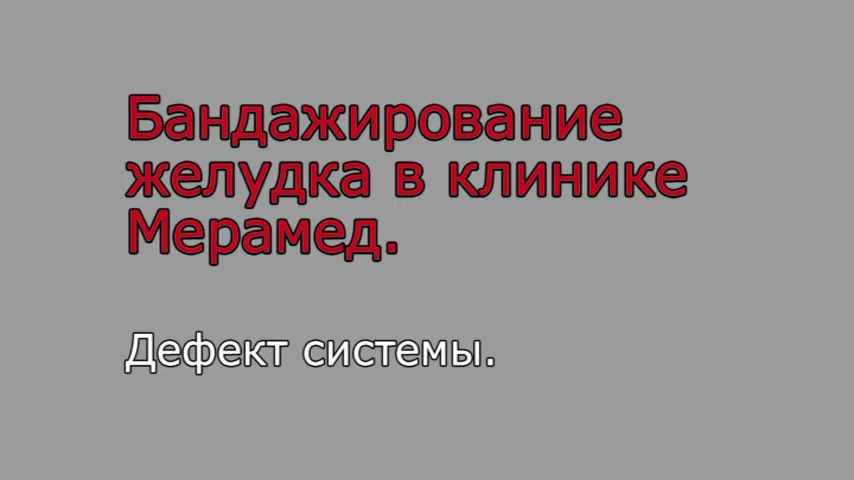 Бандажирование
желудка в клинике
Мерамед.
Дефект системы.